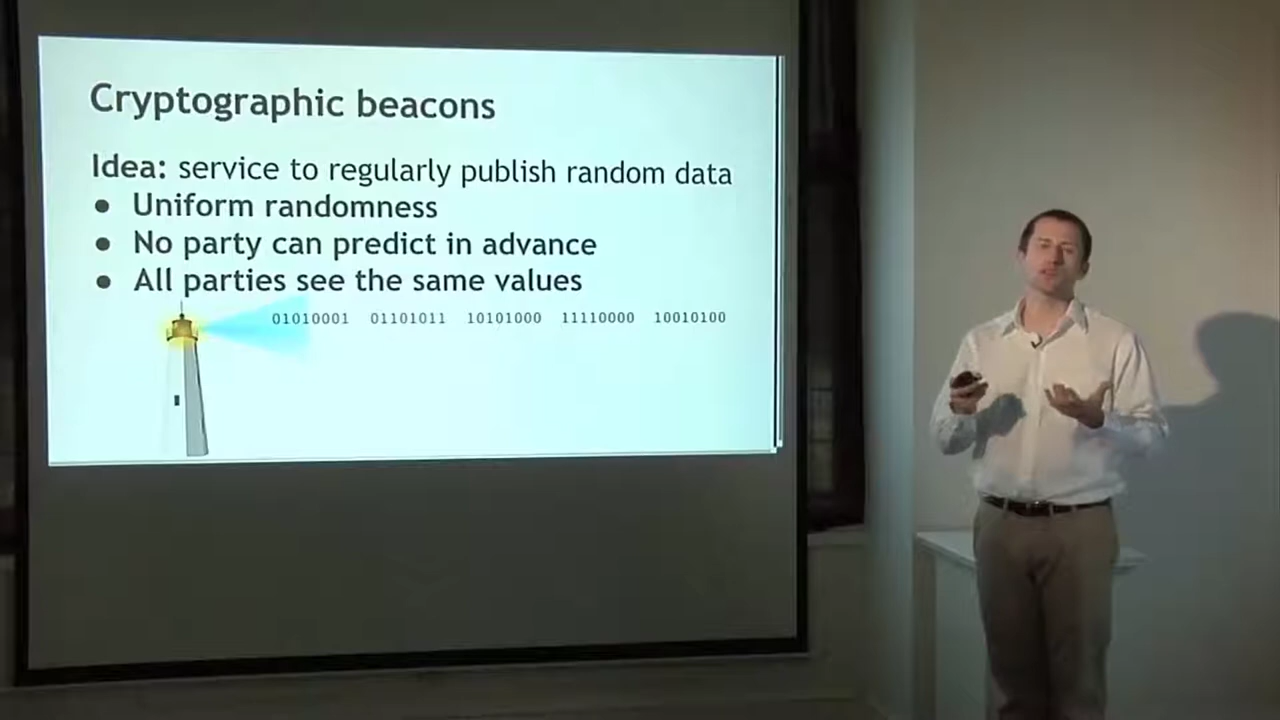 Cryptographic beacons
Idea: service to regularly publish random data
● Uniform randomness
● No party can predict in advance
● All parties see the same values
01010001 01101011 10101000 11110000 10010100